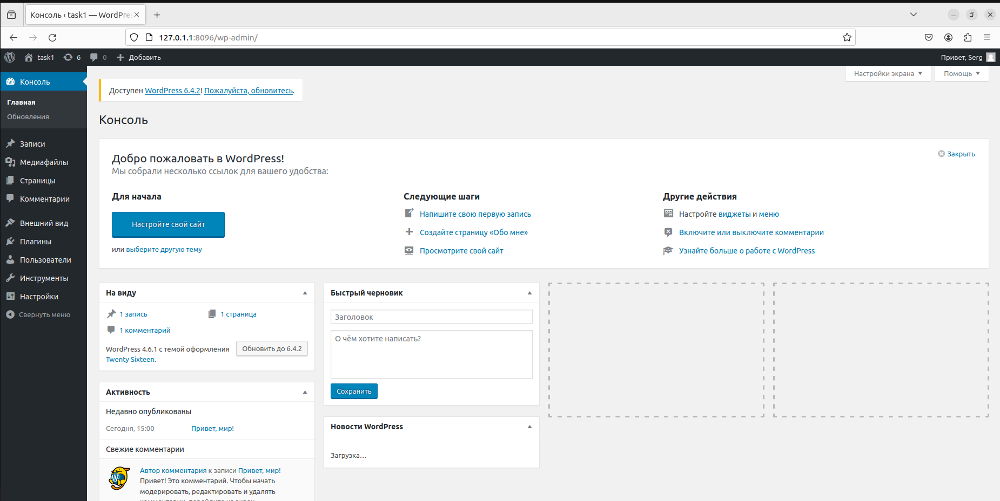 Консоль ‹ task1 — WordPre
127.0.1.1:8096/wp-admin/
task1 6 0 Добавить Привет, Serg
Настройки экрана Помощь
Консоль
Главная
Обновления
Записи
Медиафайлы
Страницы
Комментарии
Внешний вид
Плагины
Пользователи
Инструменты
Настройки
Свернуть меню
Доступен WordPress 6.4.2! Пожалуйста, обновитесь.
Консоль
Добро пожаловать в WordPress!
Закрыть
Мы собрали несколько ссылок для вашего удобства:
Для начала
Настройте свой сайт
или выберите другую тему
Следующие шаги
Напишите свою первую запись
Создайте страницу «Обо мне»
Просмотрите свой сайт
Другие действия
Настройте виджеты и меню
Включите или выключите комментарии
Узнайте больше о работе с WordPress
На виду
1 запись 1 страница
1 комментарий
WordPress 4.6.1 с темой оформления
Twenty Sixteen.
Обновить до 6.4.2
Активность
Недавно опубликованы
Сегодня, 15:00 Привет, мир!
Свежие комментарии
Автор комментария к записи Привет, мир!
Привет! Это комментарий. Чтобы начать
модерировать, редактировать и удалять
Быстрый черновик
Заголовок
О чём хотите написать?
Сохранить
Новости WordPress
Загрузка...